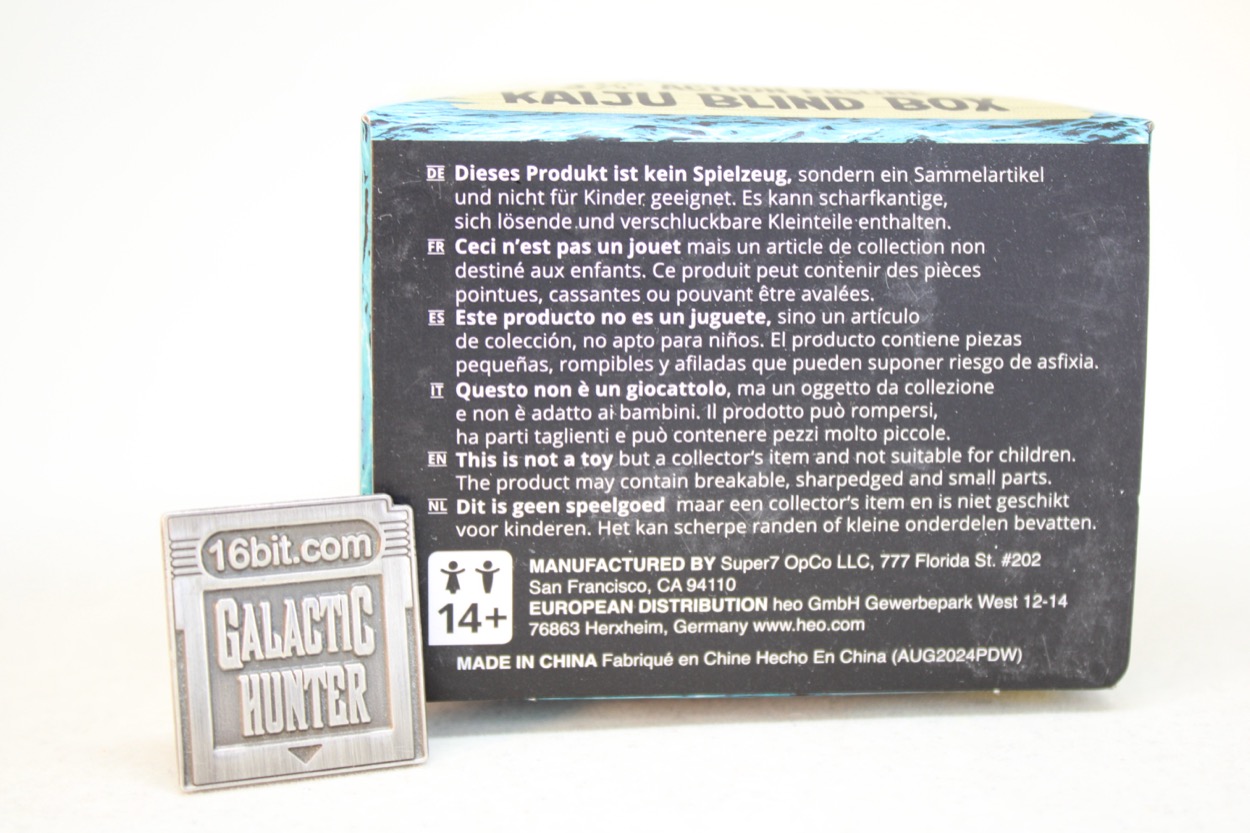 KAIJU BLIND BOX
DE Dieses Produkt ist kein Spielzeug, sondern ein Sammelartikel
und nicht für Kinder geeignet. Es kann scharfkantige,
sich lösende und verschluckbare Kleinteile enthalten.
FR Ceci n’est pas un jouet mais un article de collection non
destiné aux enfants. Ce produit peut contenir des pièces
pointues, cassantes ou pouvant être avalées.
ES Este producto no es un juguete, sino un artículo
de colección, no apto para niños. El producto contiene piezas
pequeñas, rompibles y afiladas que pueden suponer riesgo de asfixia.
IT Questo non è un giocattolo, ma un oggetto da collezione
e non è adatto ai bambini. Il prodotto può rompersi,
ha parti taglienti e può contenere pezzi molto piccole.
EN This is not a toy but a collector's item and not suitable for children.
The product may contain breakable, sharpedged and small parts.
NL Dit is geen speelgoed maar een collector's item en is niet geschikt
voor kinderen. Het kan scherpe randen of kleine onderdelen bevatten.
14+
MANUFACTURED BY Super7 OpCo LLC, 777 Florida St. #202
San Francisco, CA 94110
EUROPEAN DISTRIBUTION heo GmbH Gewerbepark West 12-14
76863 Herxheim, Germany www.heo.com
MADE IN CHINA Fabriqué en Chine Hecho En China (AUG2024PDW)
16bit.com
GALACTIC
HUNTER